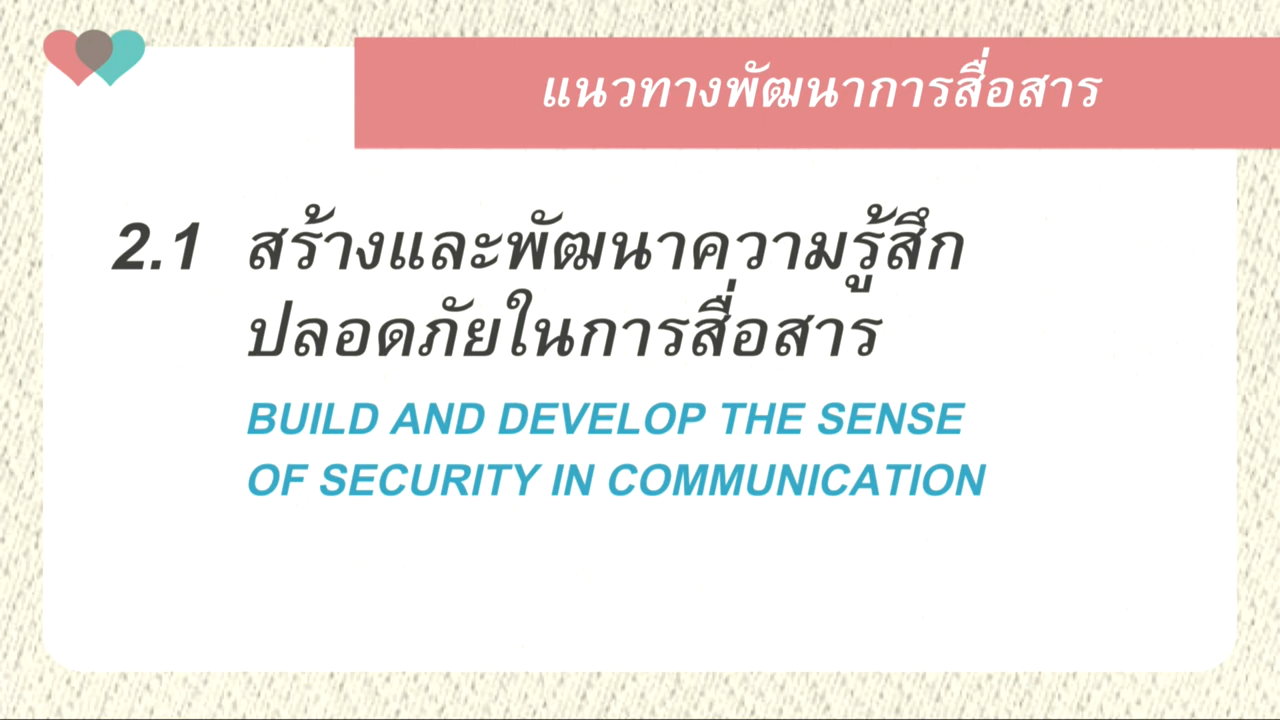 แนวทางพัฒนาการสื่อสาร
2.1 สร้างและพัฒนาความรู้สึก
ปลอดภัยในการสื่อสาร
BUILD AND DEVELOP THE SENSE
OF SECURITY IN COMMUNICATION